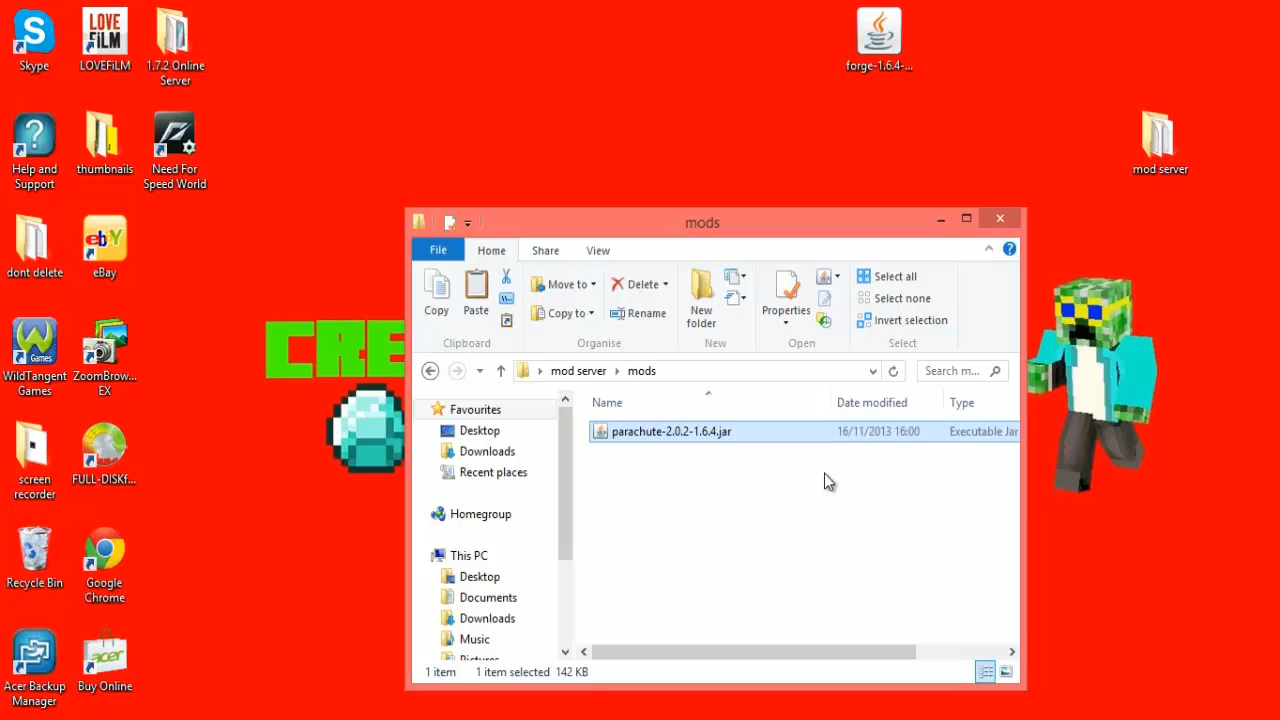 Skype
LOVE
FiLM
LOVEFiLM
1.7.2 Online
Server
forge-1.6.4-...
Help and
Support
thumbnails
Need For
Speed World
mod server
dont delete
ebY
eBay
Games
WildTangent
Games
ZoomBrow...
EX
screen
recorder
FULL-DISKf...
Recycle Bin
Google
Chrome
Acer Backup
Manager
acer
Buy Online
CRE
mods
File
Home
Share
View
Copy
Paste
Clipboard
Move to
Copy to
Delete
Rename
Organise
New
folder
New
Properties
Open
Select all
Select none
Invert selection
Select
mod server
mods
Search m...
Favourites
Desktop
Downloads
Recent places
Homegroup
This PC
Desktop
Documents
Downloads
Music
Pictures
Name
Date modified
Type
parachute-2.0.2-1.6.4.jar
16/11/2013 16:00
Executable Jar
1 item
1 item selected 142 KB